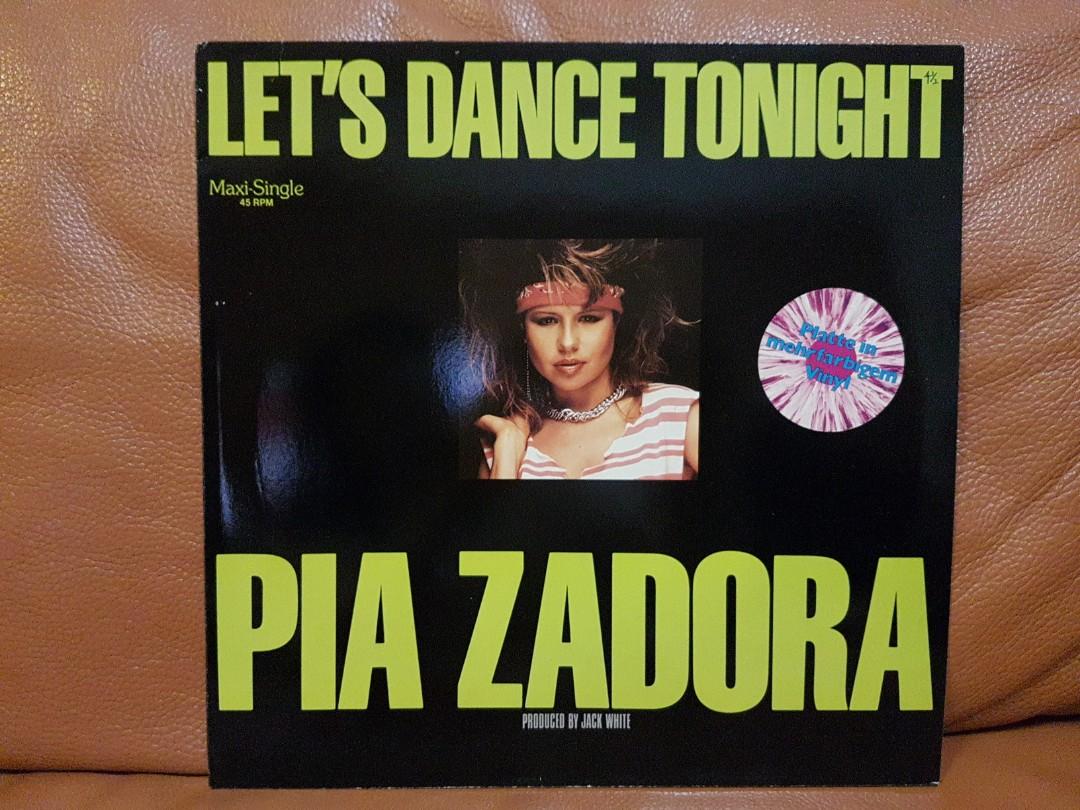 LET'S DANCE TONIGHT
Maxi-Single
45 RPM
Platte in
mehrfarbigem
Vinyl
PIA ZADORA
PRODUCED BY JACK WHITE